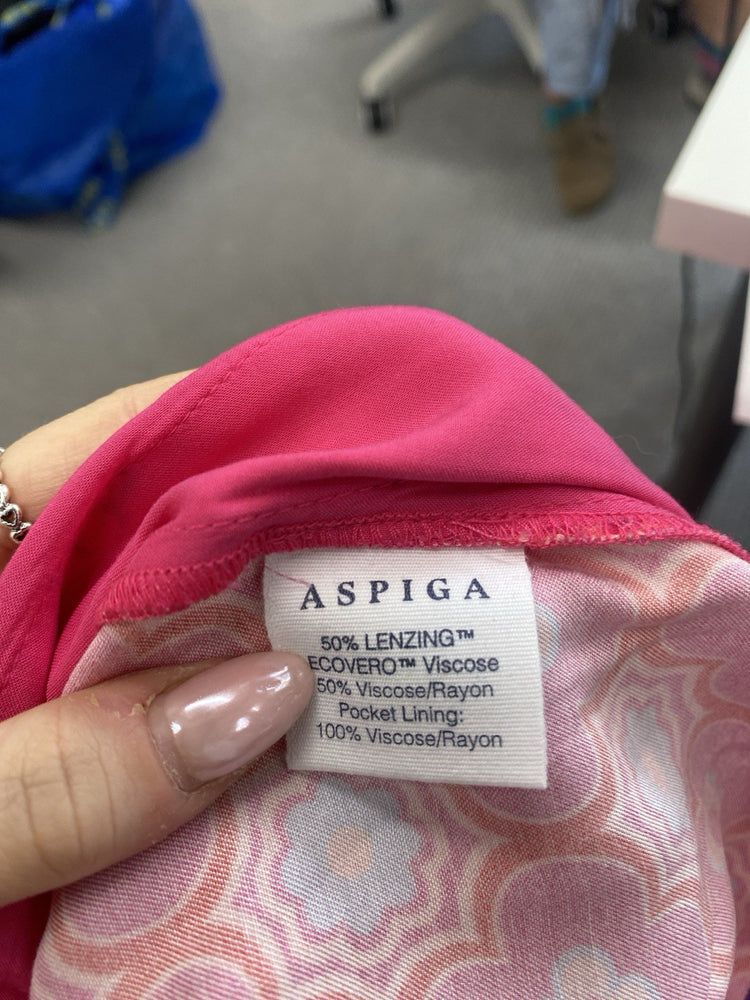 ASPIGA
50% LENZING™
ECOVERO™ Viscose
50% Viscose/Rayon
Pocket Lining:
100% Viscose/Rayon